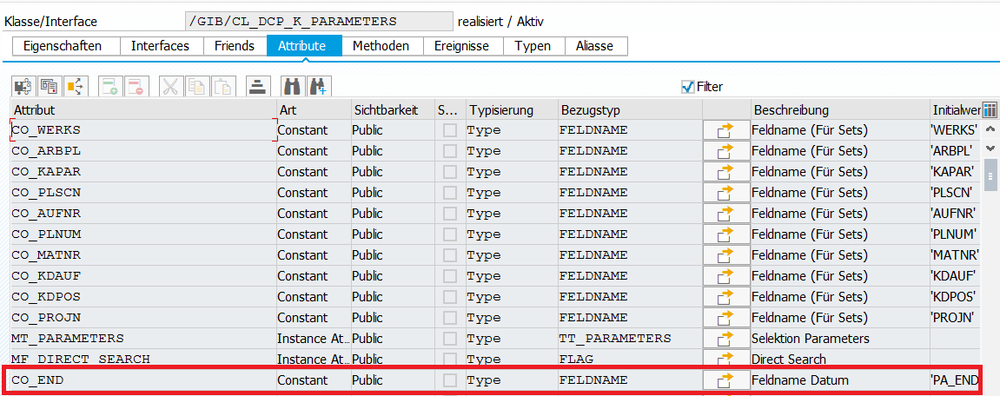 Klasse/Interface /GIB/CL_DCP_K_PARAMETERS realisiert / Aktiv
Eigenschaften Interfaces Friends Attribute Methoden Ereignisse Typen Aliasse
Filter
Attribut Art Sichtbarkeit S... Typisierung Bezugstyp Beschreibung Initialwer
CO_WERKS Constant Public Type FELDNAME Feldname (Für Sets) 'WERKS'
CO_ARBPL Constant Public Type FELDNAME Feldname (Für Sets) 'ARBPL'
CO_KAPAR Constant Public Type FELDNAME Feldname (Für Sets) 'KAPAR'
CO_PLSCN Constant Public Type FELDNAME Feldname (Für Sets) 'PLSCN'
CO_AUFNR Constant Public Type FELDNAME Feldname (Für Sets) 'AUFNR'
CO_PLNUM Constant Public Type FELDNAME Feldname (Für Sets) 'PLNUM'
CO_MATNR Constant Public Type FELDNAME Feldname (Für Sets) 'MATNR'
CO_KDAUF Constant Public Type FELDNAME Feldname (Für Sets) 'KDAUF'
CO_KDPOS Constant Public Type FELDNAME Feldname (Für Sets) 'KDPOS'
CO_PROJN Constant Public Type FELDNAME Feldname (Für Sets) 'PROJN'
MT_PARAMETERS Instance At... Public Type TT_PARAMETERS Selektion Parameters
MF_DIRECT_SEARCH Instance At... Public Type FLAG Direct Search
CO_END Constant Public Type FELDNAME Feldname Datum 'PA_END